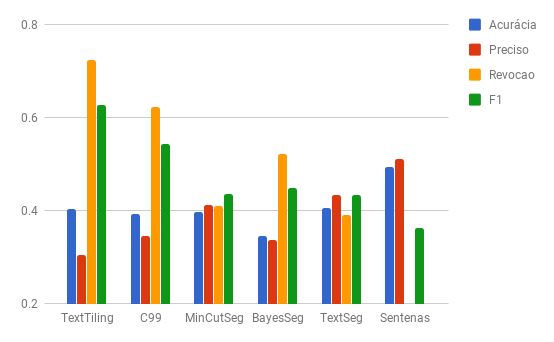 0.8
0.6
0.4
0.2
TextTiling
C99
MinCutSeg
BayesSeg
TextSeg
Sentenas
Acurácia
Preciso
Revocao
F1